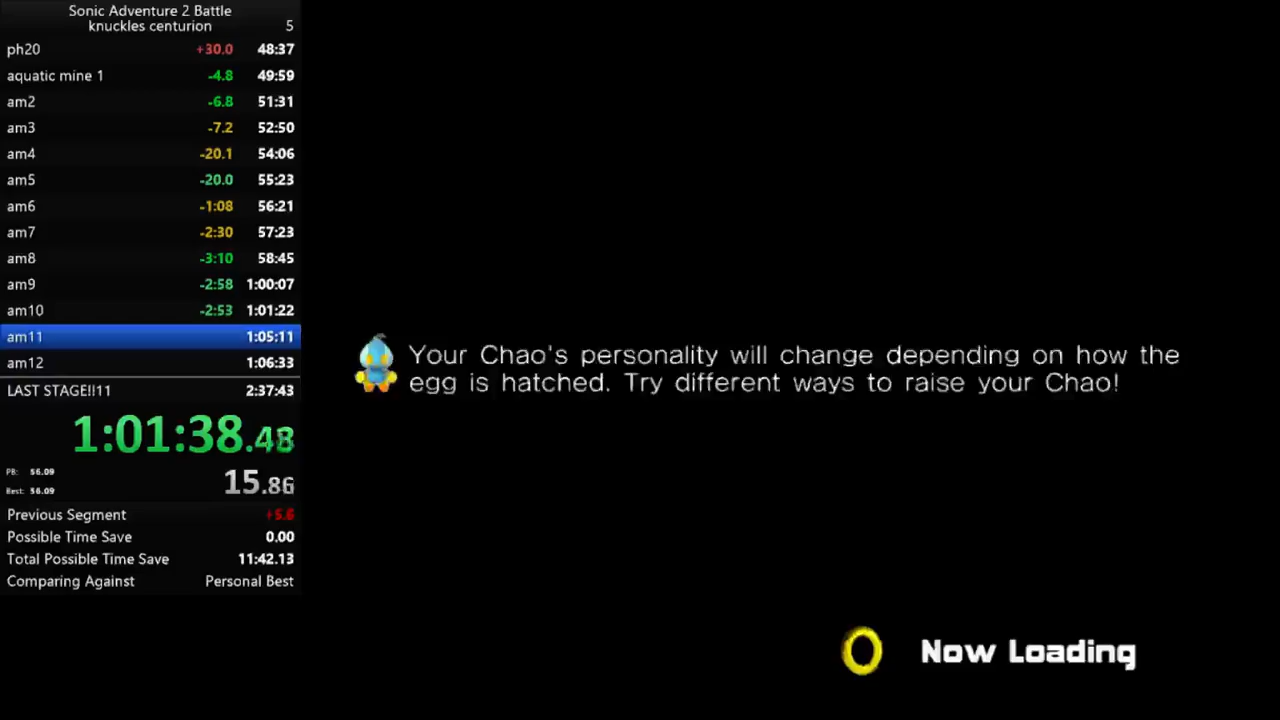 Sonic Adventure 2 Battle
knuckles centurion 5
ph20 +30.0 48:37
aquatic mine 1 -4.8 49:59
am2 -6.8 51:31
am3 -7.2 52:50
am4 -20.1 54:06
am5 -20.0 55:23
am6 -1:08 56:21
am7 -2:30 57:23
am8 -3:10 58:45
am9 -2:58 1:00:07
am10 -2:53 1:01:22
am11 1:05:11
am12 1:06:33
LAST STAGE!!11 2:37:43
1:01:38.48
PB: 56.09
Best: 56.09
15.86
Previous Segment +5.6
Possible Time Save 0.00
Total Possible Time Save 11:42.13
Comparing Against Personal Best
Your Chao's personality will change depending on how the
egg is hatched. Try different ways to raise your Chao!
Now Loading